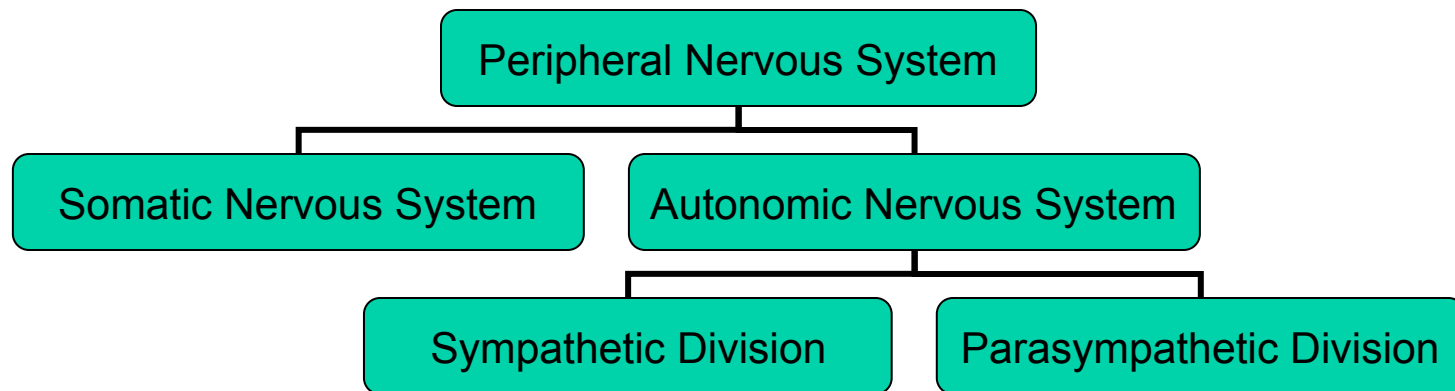 Peripheral Nervous System
Somatic Nervous System
Autonomic Nervous System
Sympathetic Division
Parasympathetic Division